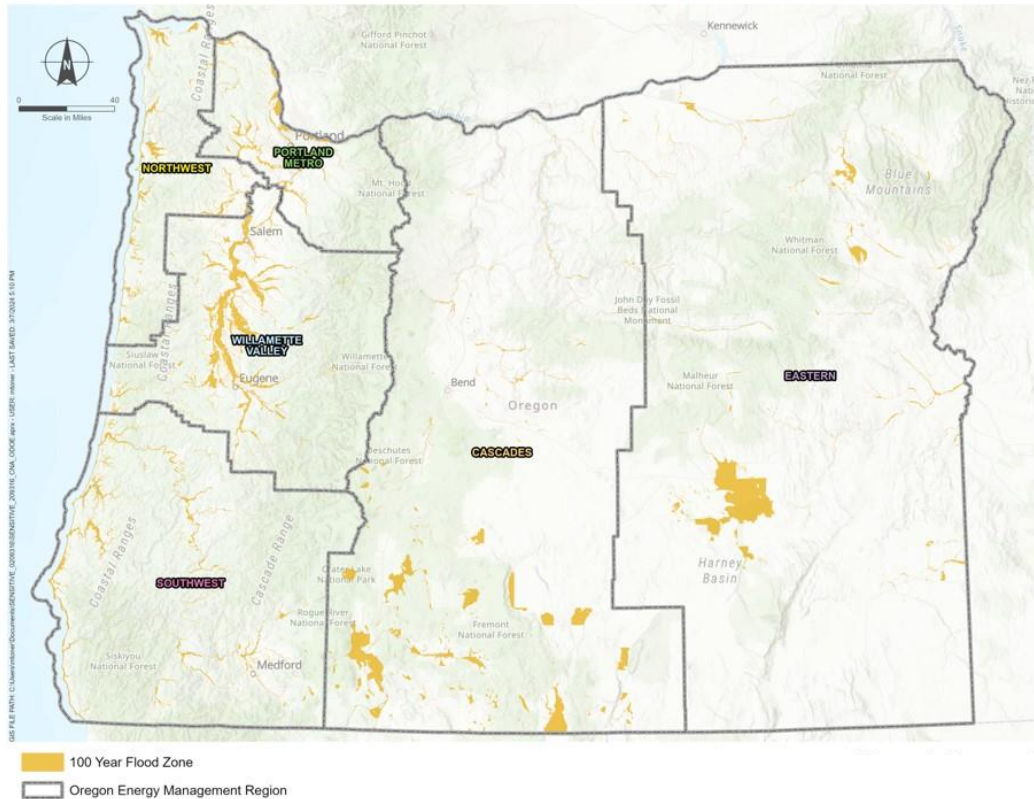 Kennewick
Gifford Pinchot
National Forest
Coastal Ranges
N
0
40
Scale in Miles
National Forest
Portland
PORTLAND
METRO
NORTHWEST
Mt. Hood
National Forest
Blue
Mountains
Salem
Whitman
National Forest
John Day Fossil
Beds National
Monument
Coastal Ranges
WILLAMETTE
VALLEY
Siuslaw
National Forest
Willamette
National Forest
Eugene
Bend
Malheur
National Forest
EASTERN
Oregon
Deschutes
National Forest
CASCADES
Coastal Ranges
Cascade Range
Harney
Basin
Crater Lake
National Park
SOUTHWEST
Rogue River
National Forest
Fremont
National Forest
Siskiyou
National Forest
Medford
100 Year Flood Zone
Oregon Energy Management Region